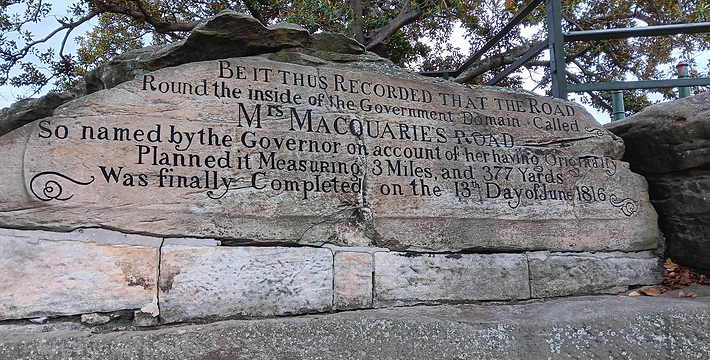 BE IT THUS RECORDED THAT THE ROAD
Round the inside of the Government Domain Called
Mrs MACQUARIE'S ROAD
So named by the Governor on account of her having Originally
Planned it Measuring 3 Miles, and 377 Yards
Was finally Completed on the 13th Day of June 1816